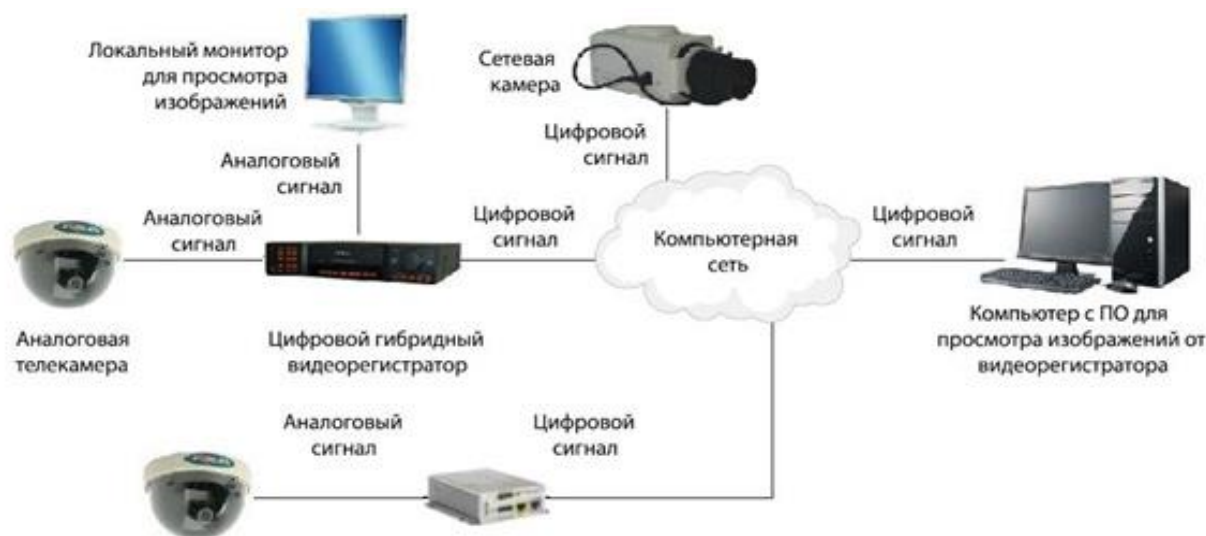 Локальный монитор
для просмотра
изображений
Сетевая
камера
Цифровой
сигнал
Аналоговый
сигнал
Аналоговый
сигнал
Цифровой
сигнал
Компьютерная
сеть
Цифровой
сигнал
Аналоговая
телекамера
Цифровой гибридный
видеорегистратор
Компьютер с ПО для
просмотра изображений от
видеорегистратора
Аналоговый
сигнал
Цифровой
сигнал